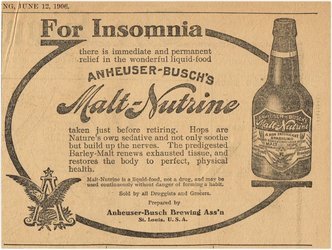 NG, JUNE 12, 1906.
For Insomnia
there is immediate and permanent
relief in the wonderful liquid-food
ANHEUSER-BUSCH'S
Malt-Nutrine
taken just before retiring. Hops are
Nature's own sedative and not only soothe
but build up the nerves. The predigested
Barley-Malt renews exhausted tissue, and
restores the body to perfect, physical
health.
Malt-Nutrine is a liquid-food, not a drug, and may be
used continuously without danger of forming a habit.
Sold by all Druggists and Grocers.
Prepared by
Anheuser-Busch Brewing Ass'n
St. Louis, U. S. A.
Malt-Nutrine